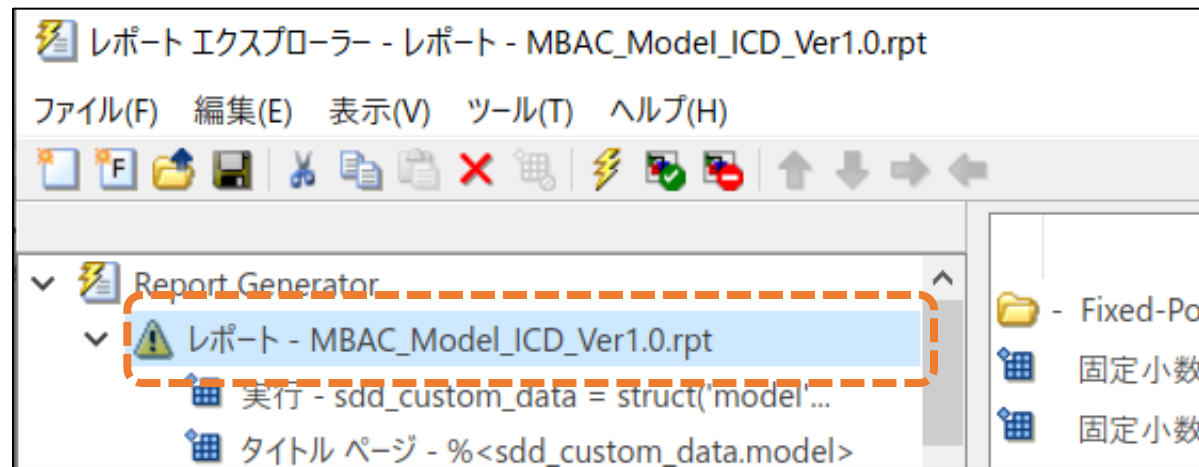 レポート エクスプローラー - レポート - MBAC_Model_ICD_Ver1.0.rpt
ファイル(F) 編集(E) 表示(V) ツール(T) ヘルプ(H)
F
Report Generator
レポート - MBAC_Model_ICD_Ver1.0.rpt
実行 - sdd_custom_data = struct('model'...
タイトル ページ - %<sdd_custom_data.model>
- Fixed-Po
固定小数
固定小数